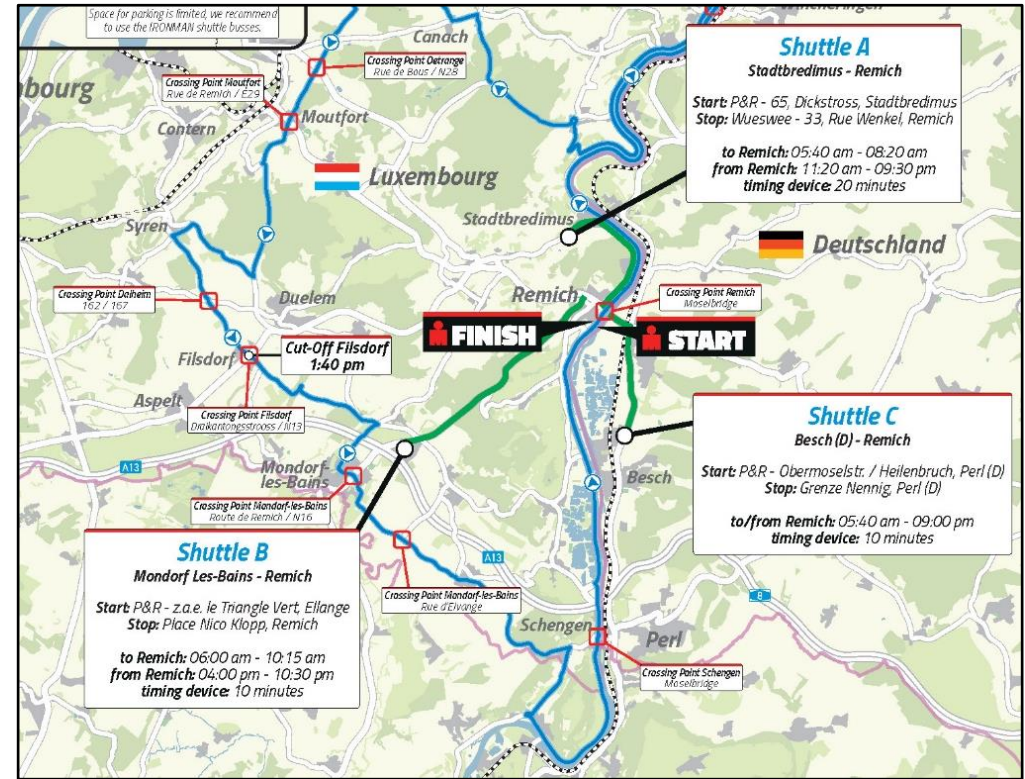 Space for parking is limited, we recommend
to use the IRONMAN shuttle busses.
Canach
Crossing Point Oetrange
Rue de Bous / N28
Crossing Point Moutfort
Rue de Remich / E29
bourg
Moutfort
Contern
Luxembourg
Syren
Stadtbredimus
Shuttle A
Stadtbredimus - Remich
Start: P&R - 65, Dickstross, Stadtbredimus
Stop: Wueswee - 33, Rue Wenkel, Remich
to Remich: 05:40 am - 08:20 am
from Remich: 11:20 am - 09:30 pm
timing device: 20 minutes
Deutschland
Crossing Point Dalheim
162 / 167
Duelem
Remich
Crossing Point Remich
Moselbridge
FINISH
START
Filsdorf
Cut-Off Filsdorf
1:40 pm
Aspelt
Crossing Point Filsdorf
Draikantongsstrooss / N13
A13
Mondorf-
les-Bains
Crossing Point Mondorf-les-Bains
Route de Remich / N16
Besch
Shuttle C
Besch (D) - Remich
Start: P&R - Obermoselstr. / Heilenbruch, Perl (D)
Stop: Grenze Nennig, Perl (D)
to/from Remich: 05:40 am - 09:00 pm
timing device: 10 minutes
Shuttle B
Mondorf Les-Bains - Remich
Start: P&R - z.a.e. le Triangle Vert, Ellange
Stop: Place Nico Klopp, Remich
to Remich: 06:00 am - 10:15 am
from Remich: 04:00 pm - 10:30 pm
timing device: 10 minutes
A13
Crossing Point Mondorf-les-Bains
Rue d'Elvange
8
Schengen
Perl
Crossing Point Schengen
Moselbridge